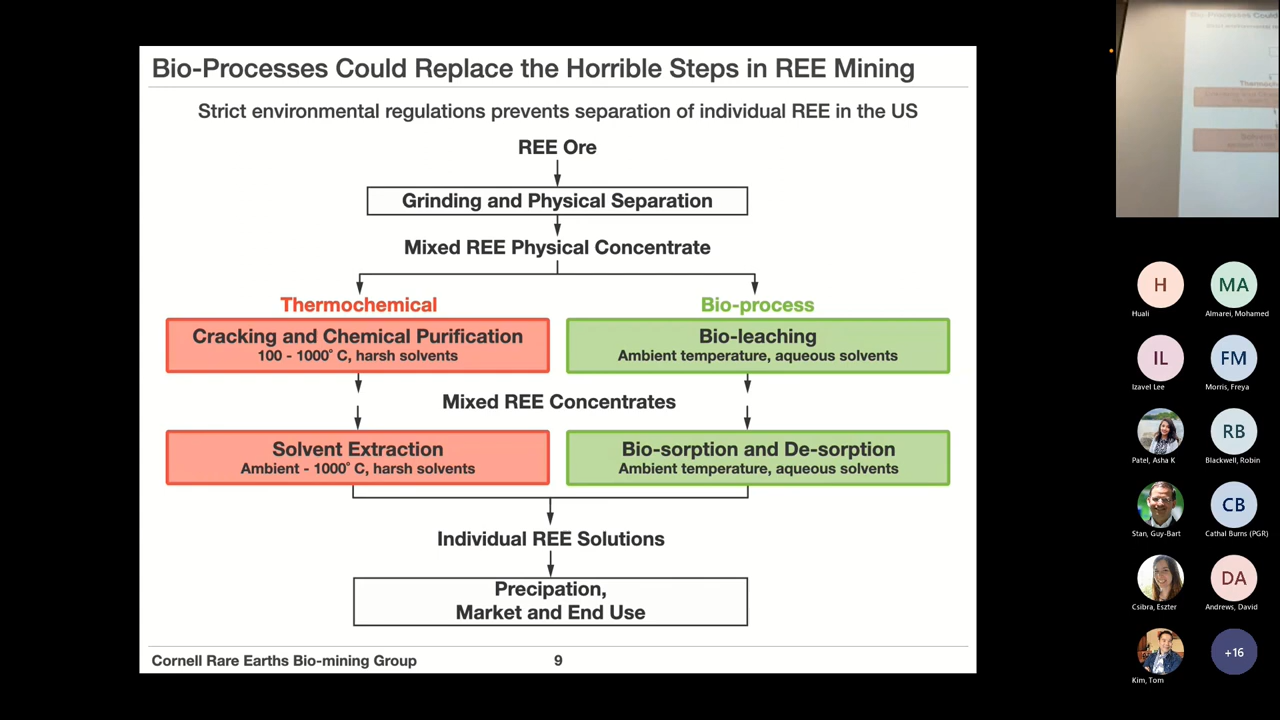 Bio-Processes Could Replace the Horrible Steps in REE Mining
Strict environmental regulations prevents separation of individual REE in the US
REE Ore
Grinding and Physical Separation
Mixed REE Physical Concentrate
Thermochemical
Bio-process
Cracking and Chemical Purification
100 - 1000° C, harsh solvents
Bio-leaching
Ambient temperature, aqueous solvents
Mixed REE Concentrates
Solvent Extraction
Ambient - 1000° C, harsh solvents
Bio-sorption and De-sorption
Ambient temperature, aqueous solvents
Individual REE Solutions
Precipation,
Market and End Use
Cornell Rare Earths Bio-mining Group
9
Bio-Processes Could
H
MA
Huali
Almarei, Mohamed
IL
FM
Izavel Lee
Morris, Freya
RB
Patel, Asha K
Blackwell, Robin
CB
Stan, Guy-Bart
Cathal Burns (PGR)
DA
Csibra, Eszter
Andrews, David
+16
Kim, Tom